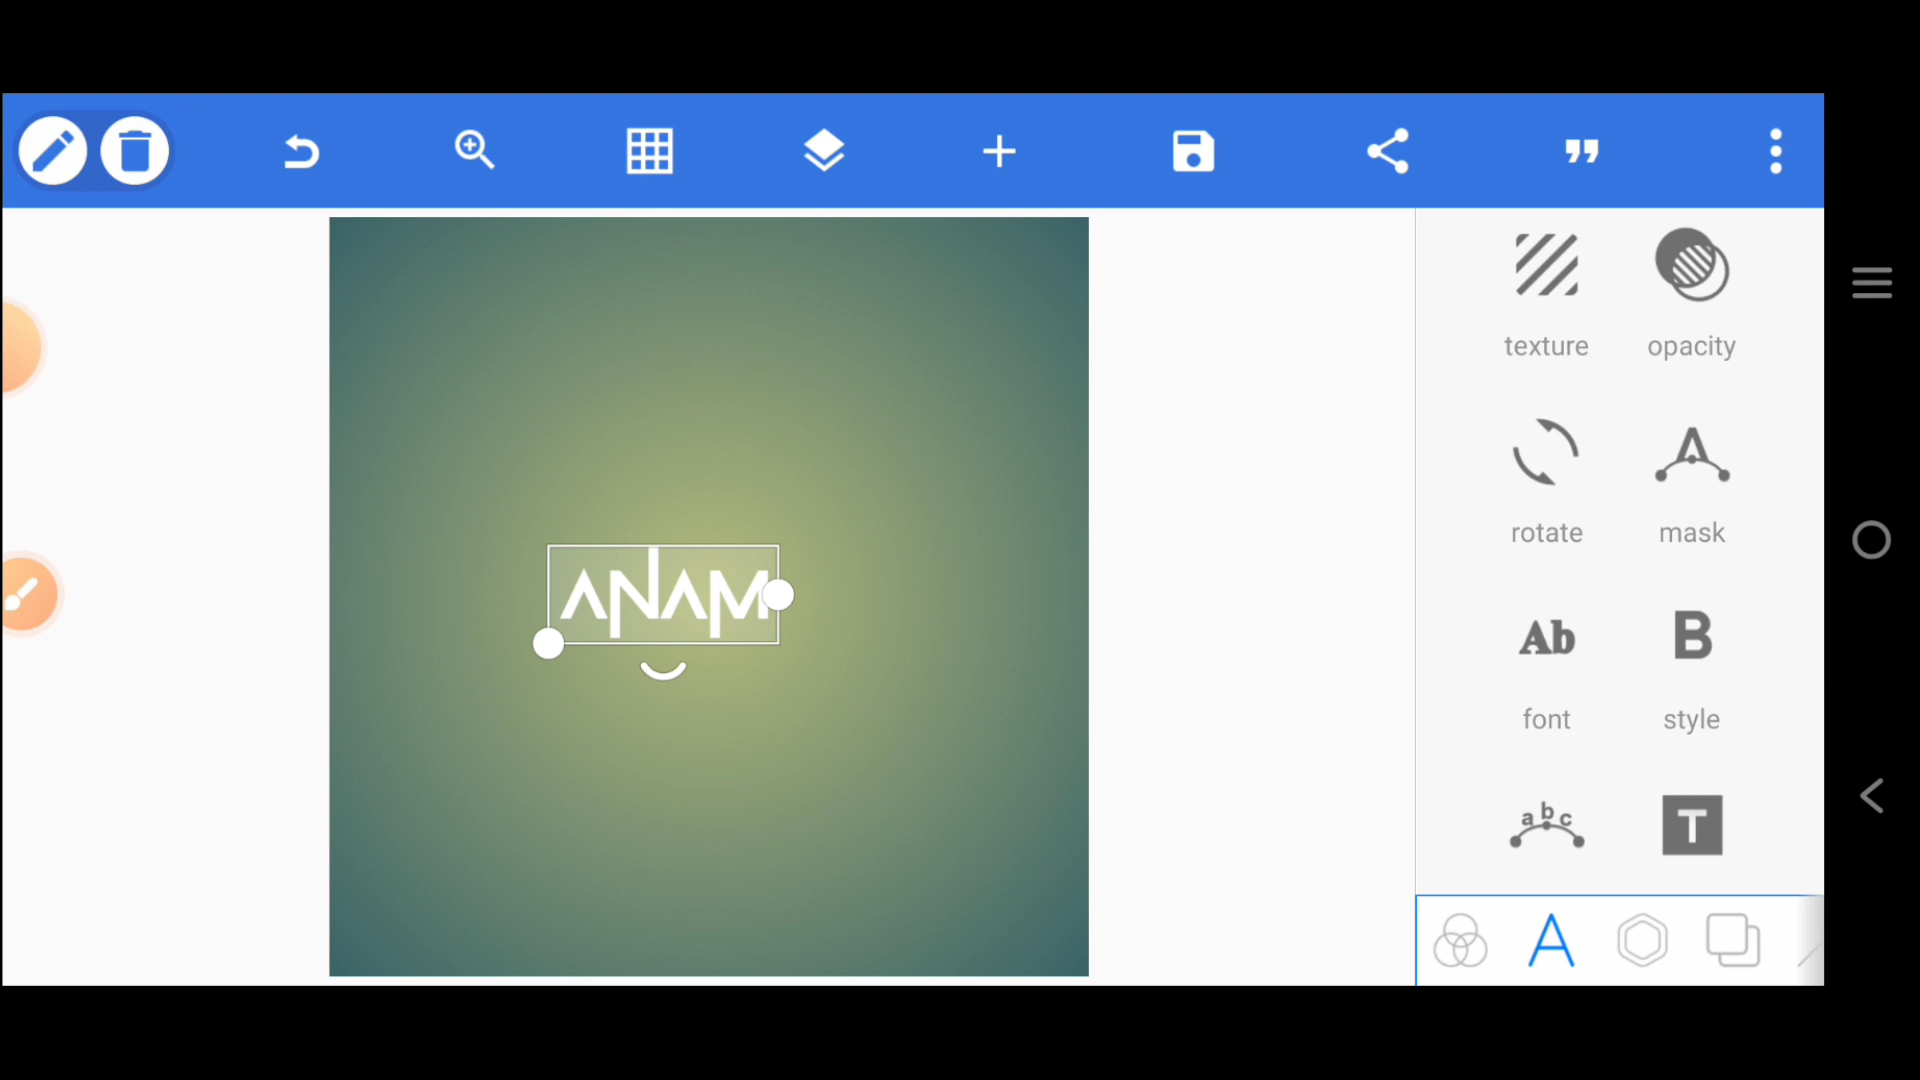 texture
opacity
ANAM
rotate
mask
Ab
B
font
style
abc
T
A